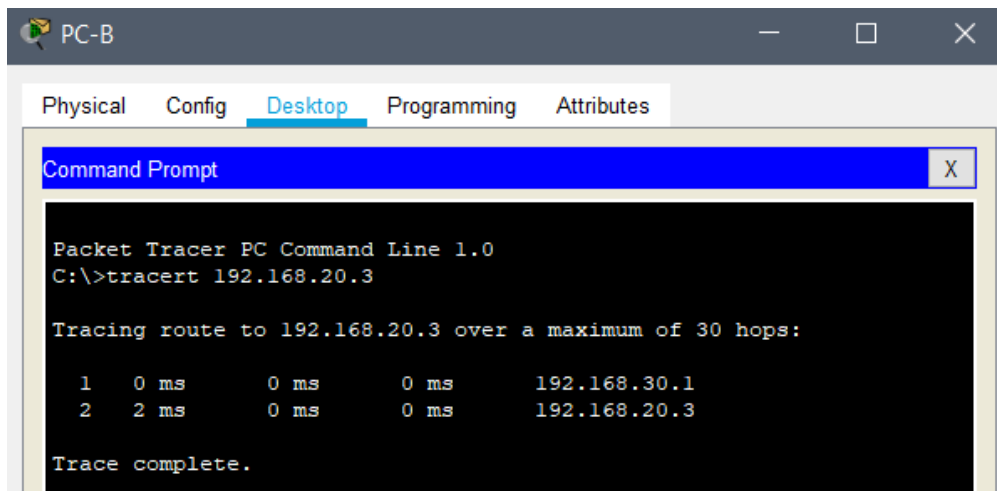 PC-B
Physical Config Desktop Programming Attributes
Command Prompt X
Packet Tracer PC Command Line 1.0
C:\>tracert 192.168.20.3
Tracing route to 192.168.20.3 over a maximum of 30 hops:
1 0 ms 0 ms 0 ms 192.168.30.1
2 2 ms 0 ms 0 ms 192.168.20.3
Trace complete.